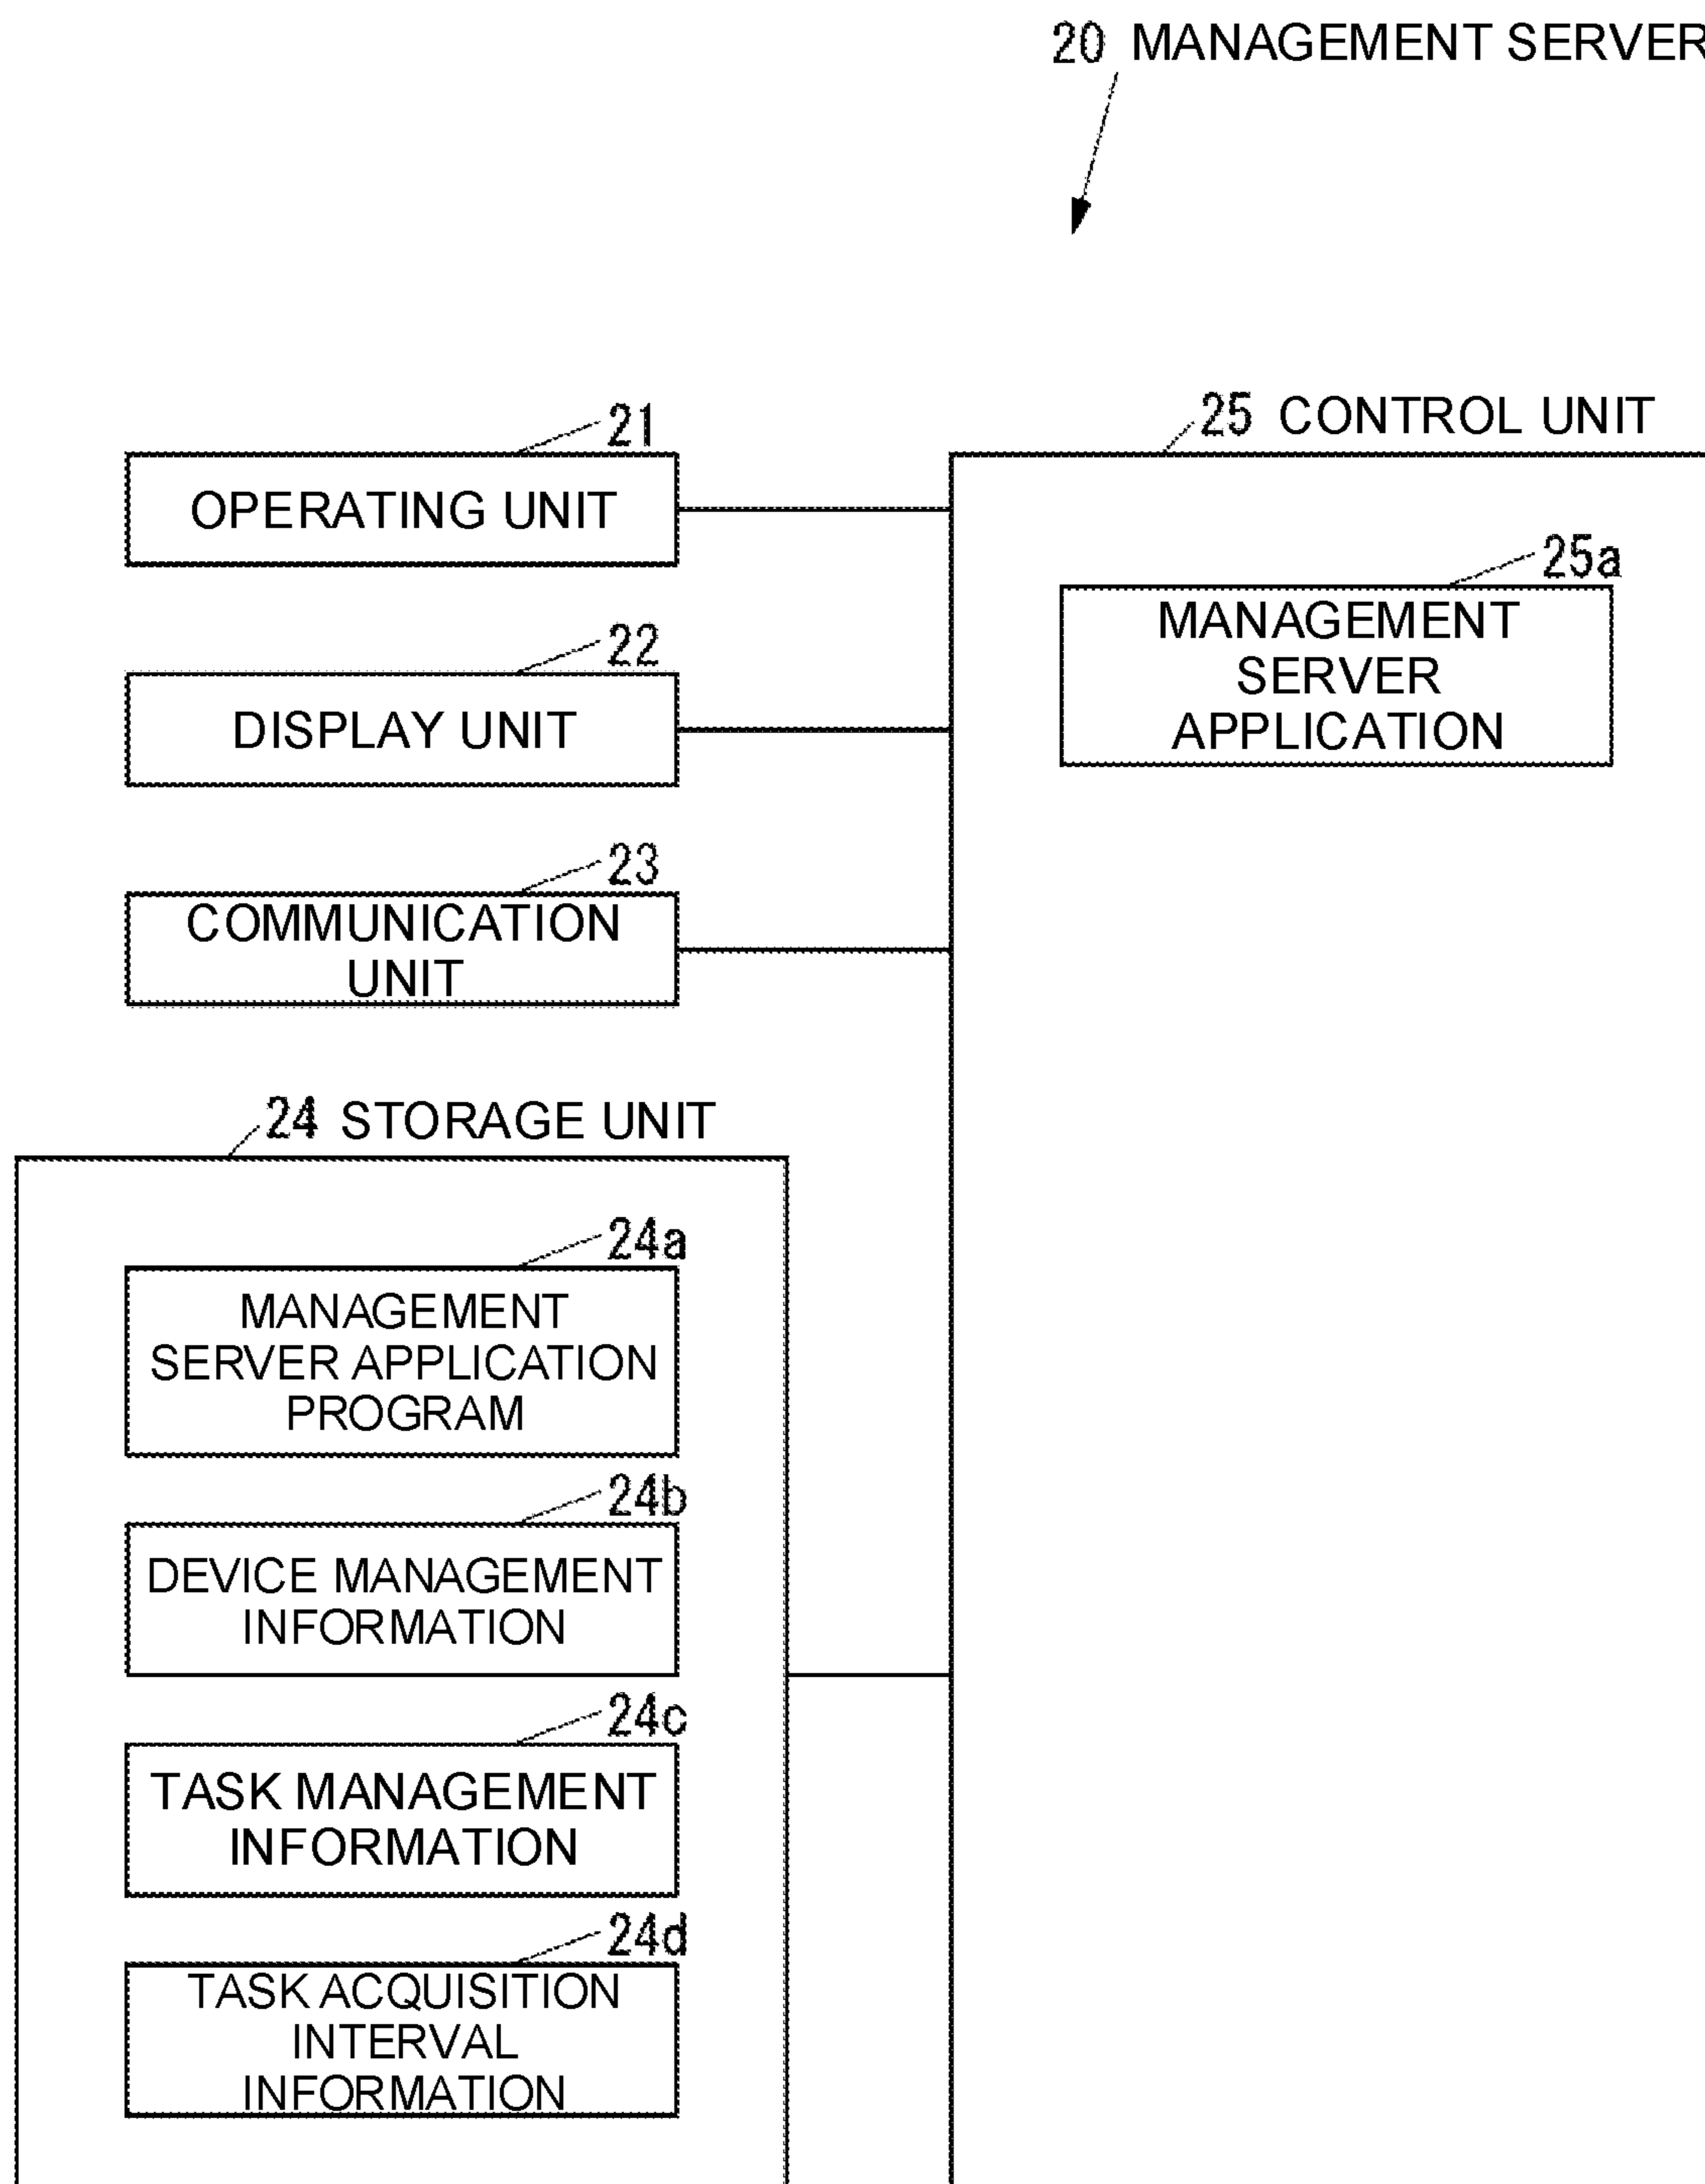 20 MANAGEMENT SERVER
21
OPERATING UNIT
22
DISPLAY UNIT
23
COMMUNICATION
UNIT
24 STORAGE UNIT
24a
MANAGEMENT
SERVER APPLICATION
PROGRAM
24b
DEVICE MANAGEMENT
INFORMATION
24c
TASK MANAGEMENT
INFORMATION
24d
TASK ACQUISITION
INTERVAL
INFORMATION
25 CONTROL UNIT
25a
MANAGEMENT
SERVER
APPLICATION